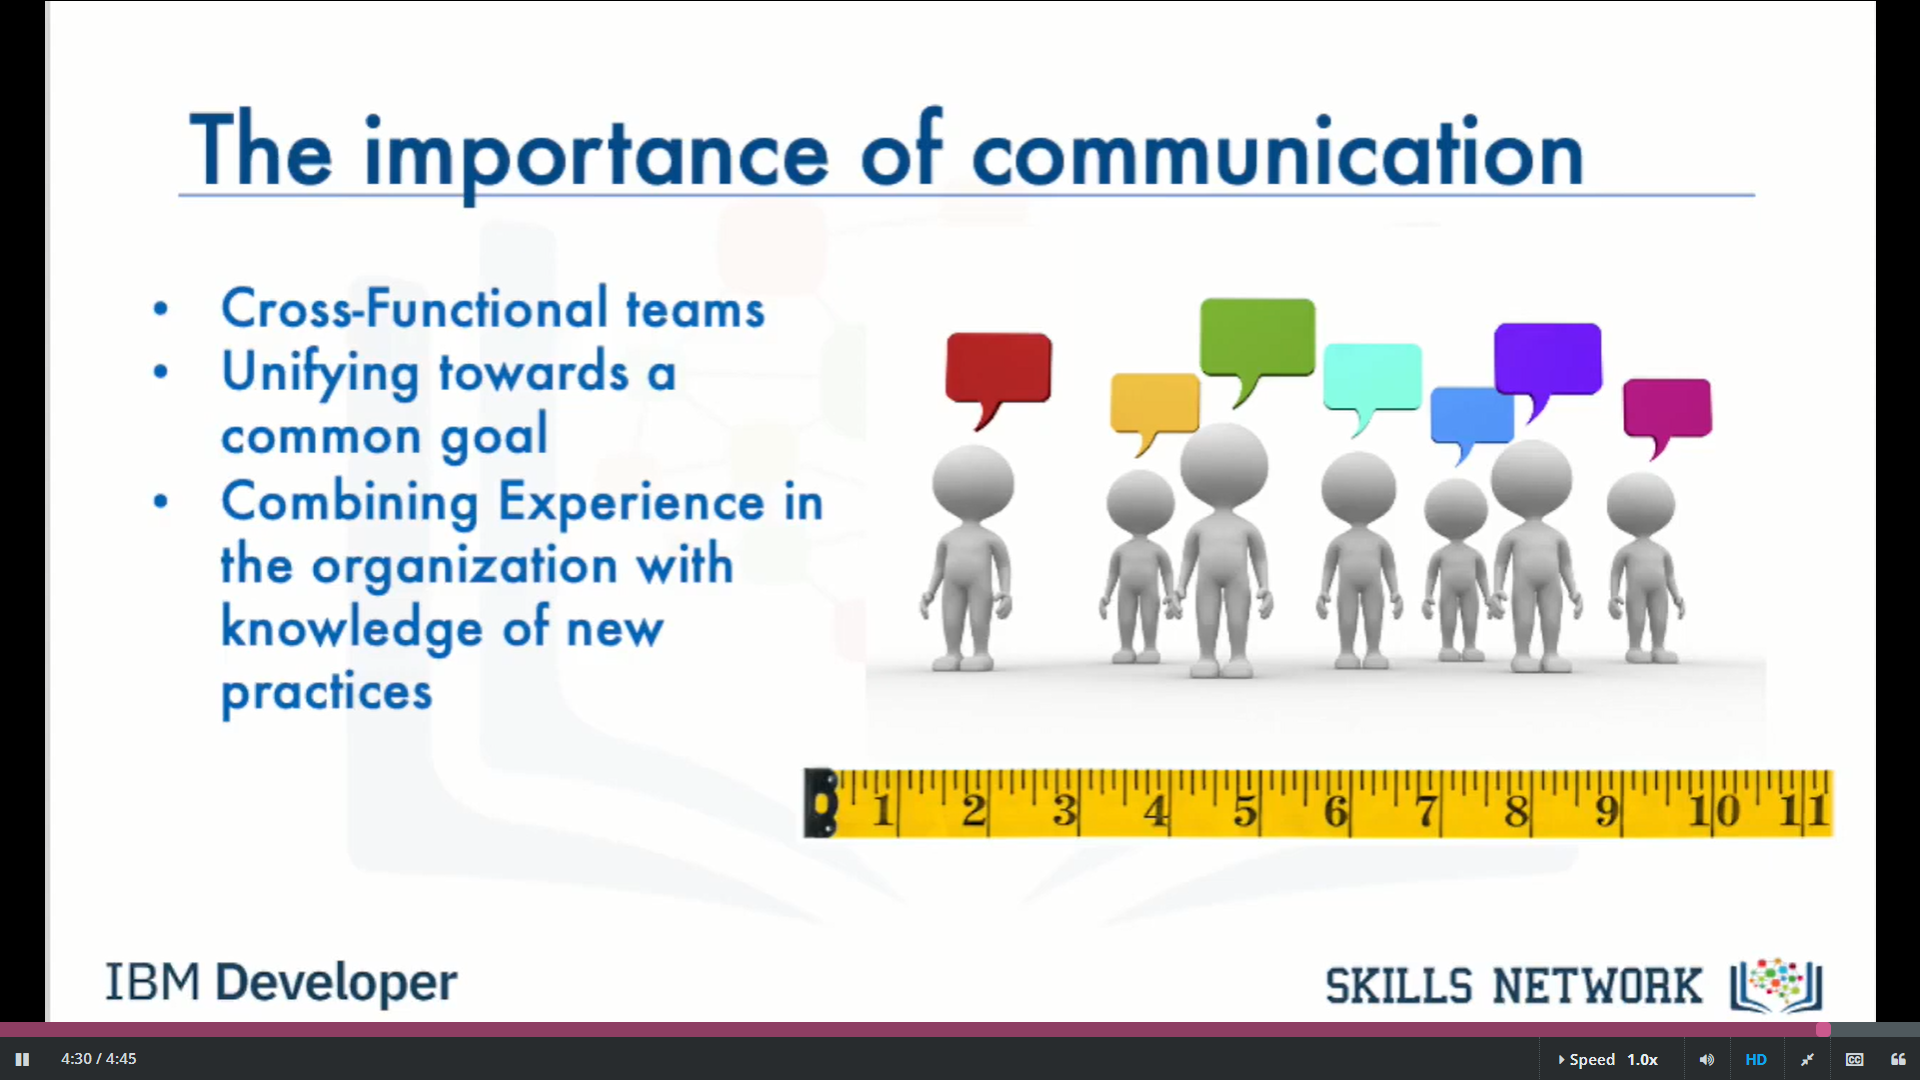 The importance of communication
• Cross-Functional teams
• Unifying towards a
common goal
• Combining Experience in
the organization with
knowledge of new
practices
1 2 3 4 5 6 7 8 9 10 11
IBM Developer
SKILLS NETWORK
4:30 / 4:45
Speed 1.0x
HD
CC